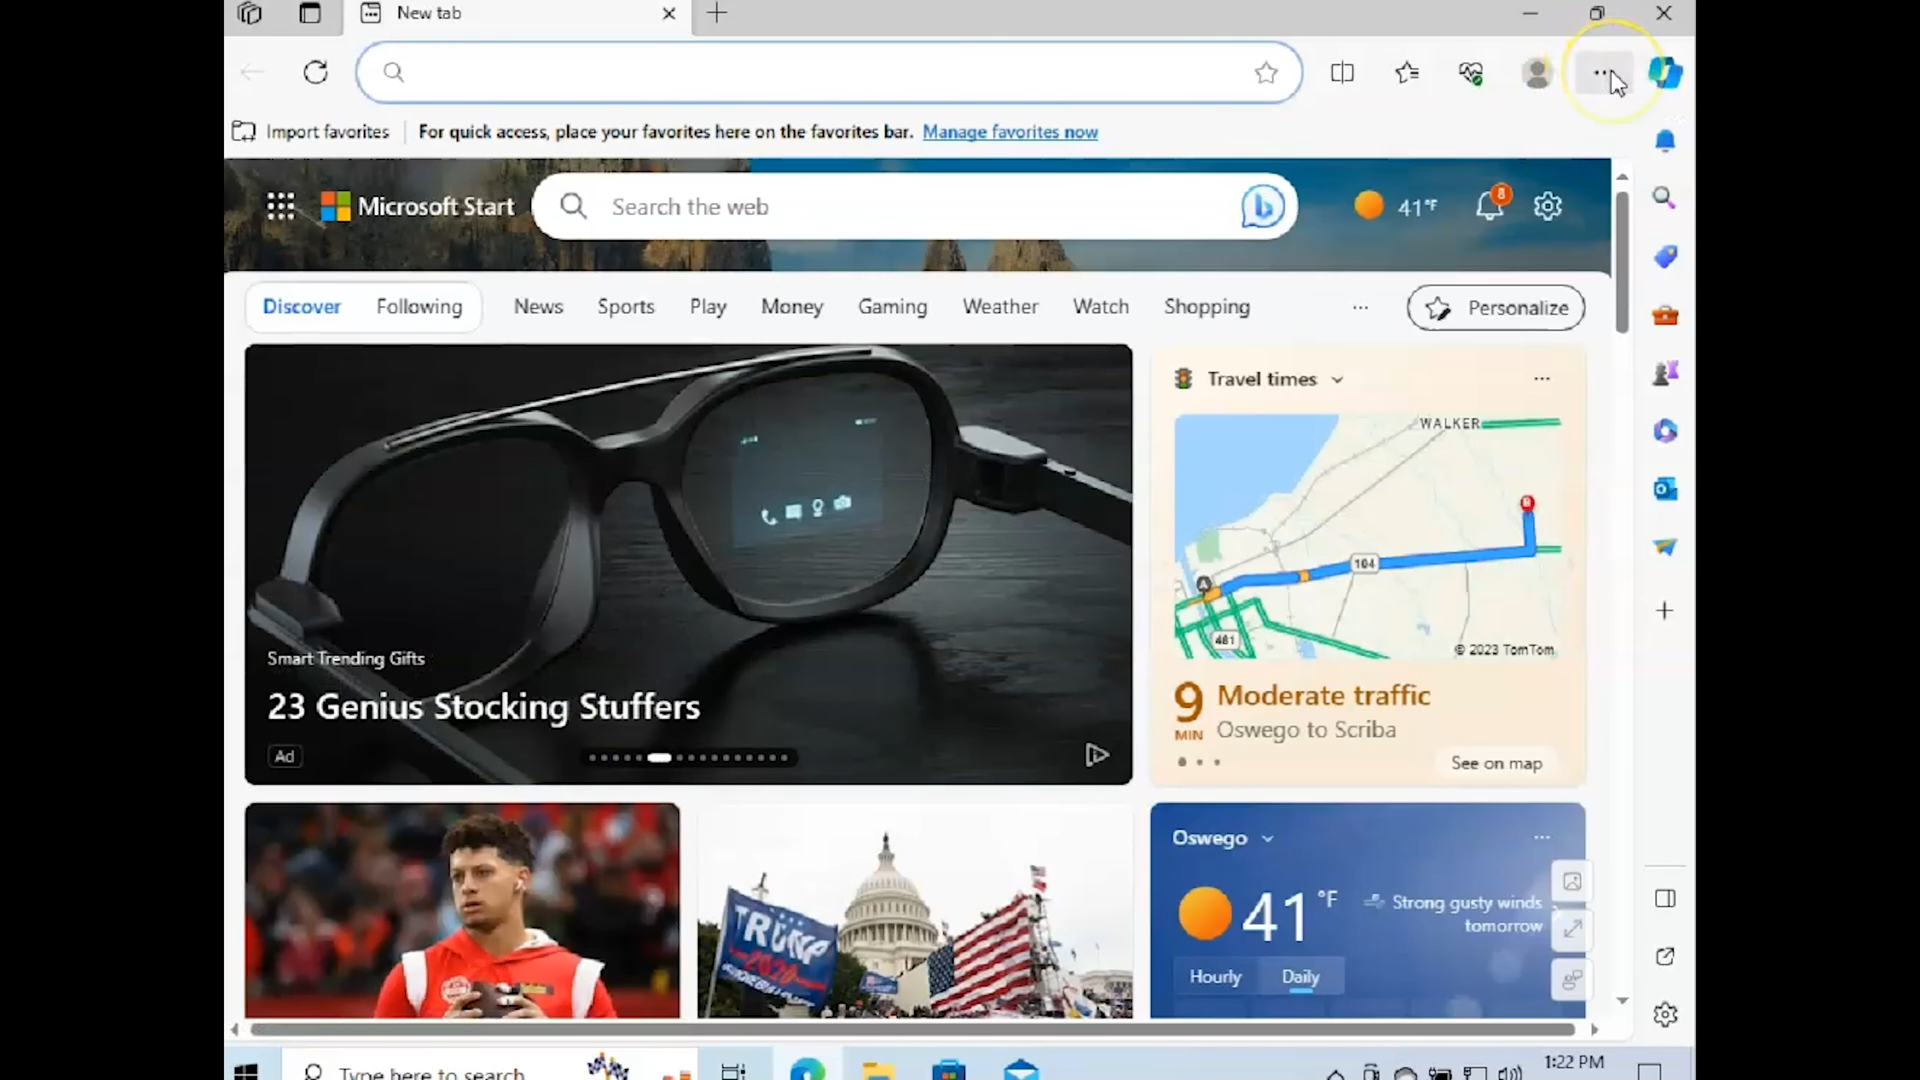 New tab
Import favorites
For quick access, place your favorites here on the favorites bar. Manage favorites now
Microsoft Start
Search the web
41°F
8
Discover
Following
News
Sports
Play
Money
Gaming
Weather
Watch
Shopping
Personalize
Smart Trending Gifts
23 Genius Stocking Stuffers
Ad
Travel times
WALKER
104
481
A
B
© 2023 TomTom
9 MIN
Moderate traffic
Oswego to Scriba
See on map
TRUMP
2020
Oswego
41 °F
Strong gusty winds
tomorrow
Hourly
Daily
Type here to search
1:22 PM